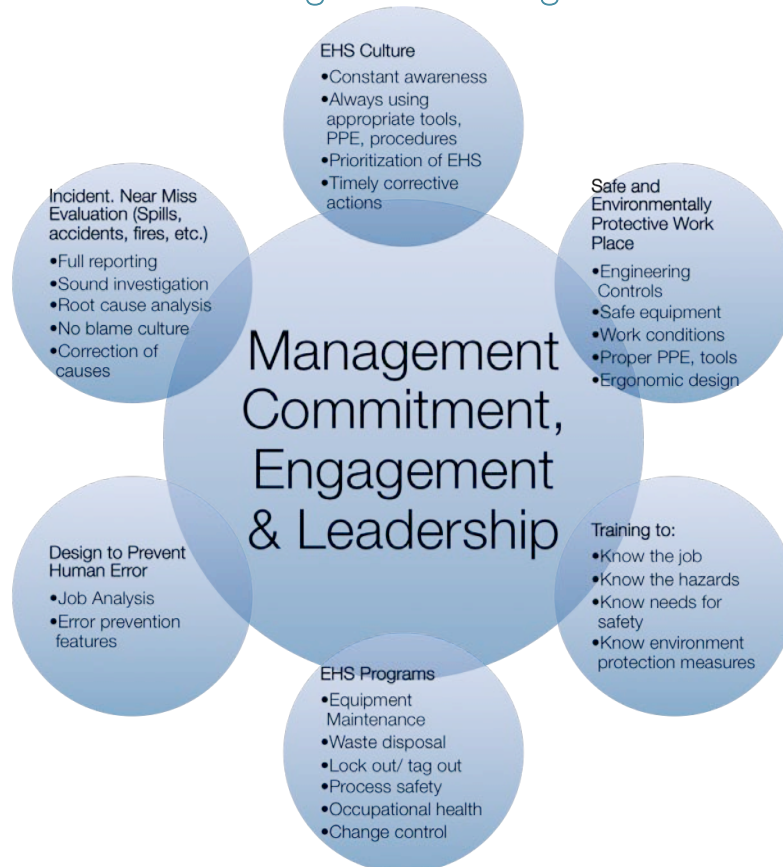 EHS Culture
•Constant awareness
•Always using
appropriate tools,
PPE, procedures
•Prioritization of EHS
•Timely corrective
actions
Safe and
Environmentally
Protective Work
Place
•Engineering
Controls
•Safe equipment
•Work conditions
•Proper PPE, tools
•Ergonomic design
Training to:
•Know the job
•Know the hazards
•Know needs for
safety
•Know environment
protection measures
EHS Programs
•Equipment
Maintenance
•Waste disposal
•Lock out/ tag out
•Process safety
•Occupational health
•Change control
Design to Prevent
Human Error
•Job Analysis
•Error prevention
features
Incident. Near Miss
Evaluation (Spills,
accidents, fires, etc.)
•Full reporting
•Sound investigation
•Root cause analysis
•No blame culture
•Correction of
causes
Management
Commitment,
Engagement
& Leadership